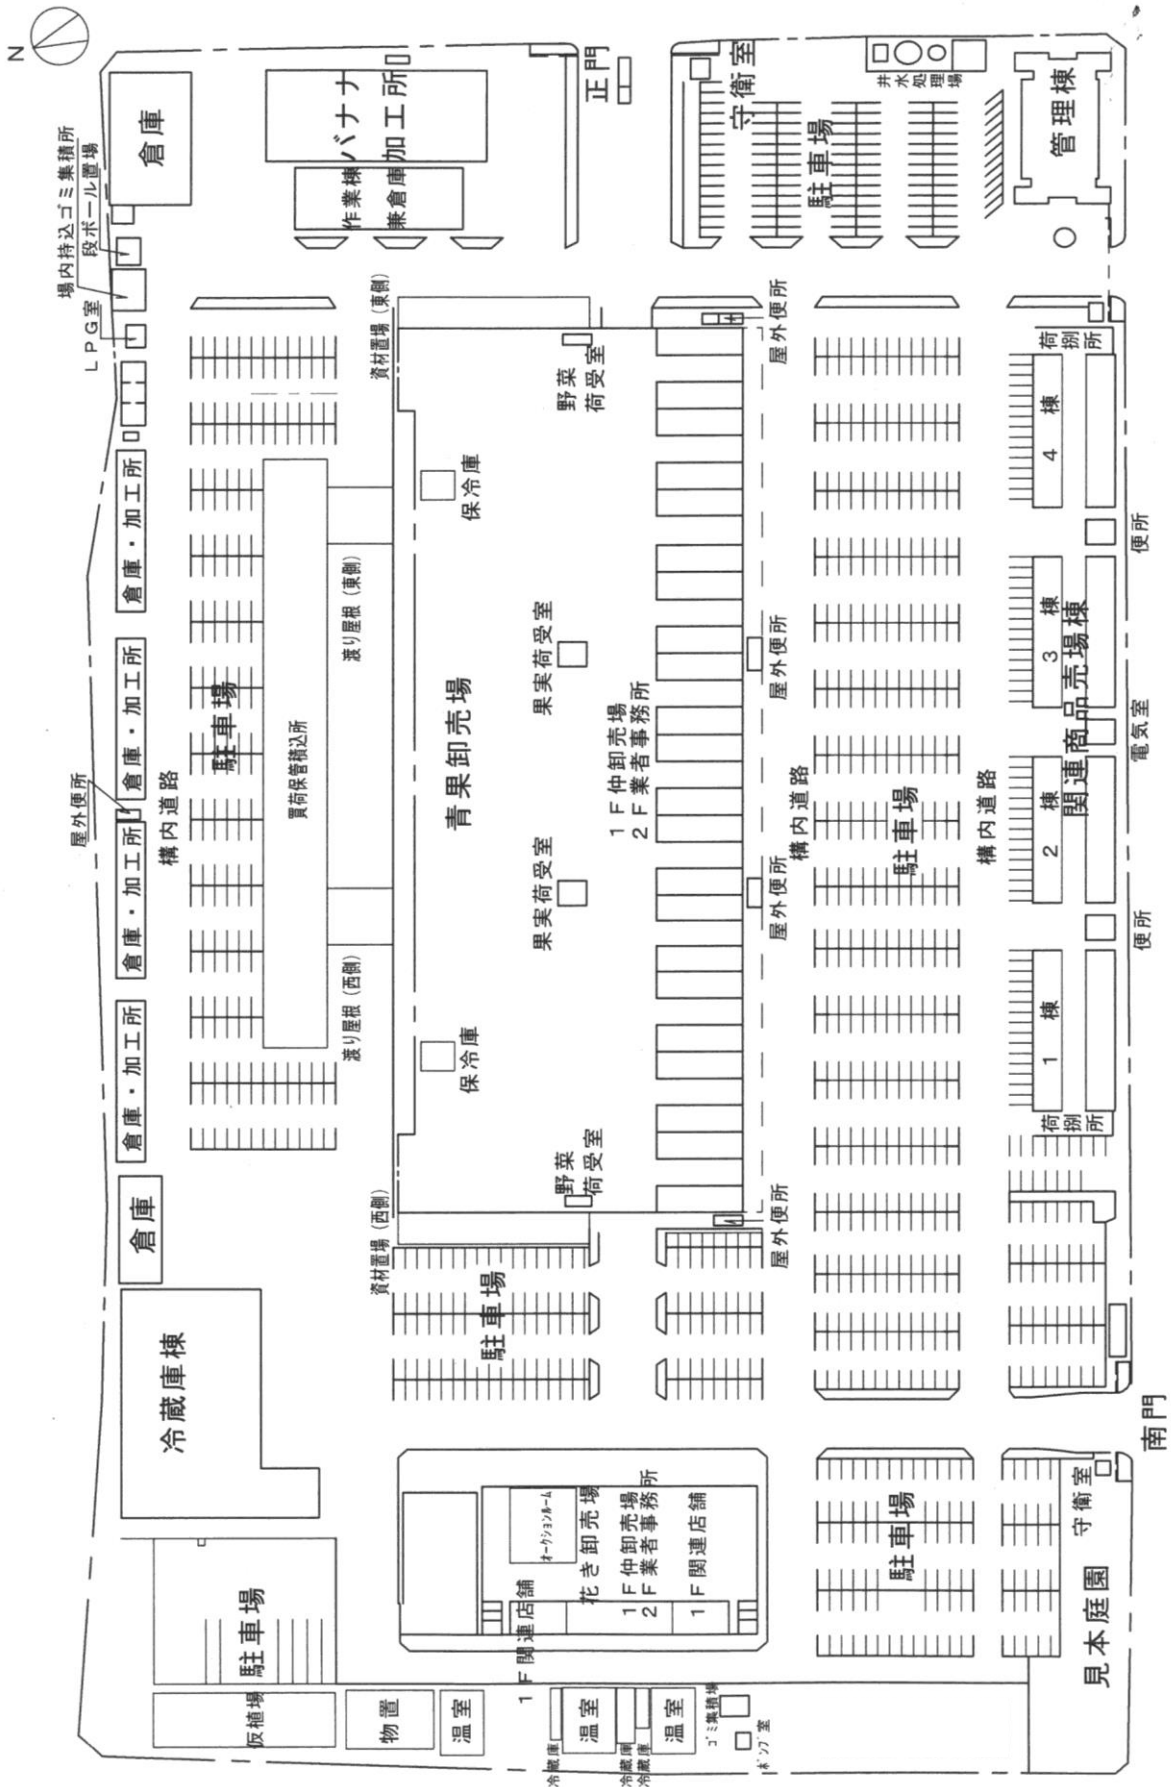 N
倉庫
場内持込ゴミ集積所
段ボール置場
LPG室
バナナ
加工所
作業棟
兼倉庫
正門
守衛室
駐車場
井水処理場
管理棟
倉庫・加工所
倉庫・加工所
屋外便所
倉庫・加工所
倉庫・加工所
倉庫
冷蔵庫棟
構内道路
駐車場
買荷保管積込所
資材置場(東側)
渡り屋根(東側)
渡り屋根(西側)
資材置場(西側)
保冷庫
保冷庫
青果卸売場
野菜
荷受室
果実荷受室
果実荷受室
野菜
荷受室
1F仲卸売場
2F業者事務所
屋外便所
屋外便所
屋外便所
屋外便所
構内道路
駐車場
構内道路
荷捌所
4棟
3棟
関連商品売場棟
2棟
1棟
荷捌所
便所
電気室
便所
駐車場
南門
守衛室
駐車場
見本庭園
オークションルーム
花き卸売場
1F仲卸売場
2F業者事務所
1F関連店舗
1F関連店舗
駐車場
仮植場
物置
温室
冷蔵庫
温室
冷蔵庫
冷蔵庫
温室
ゴミ集積場
ポンプ室